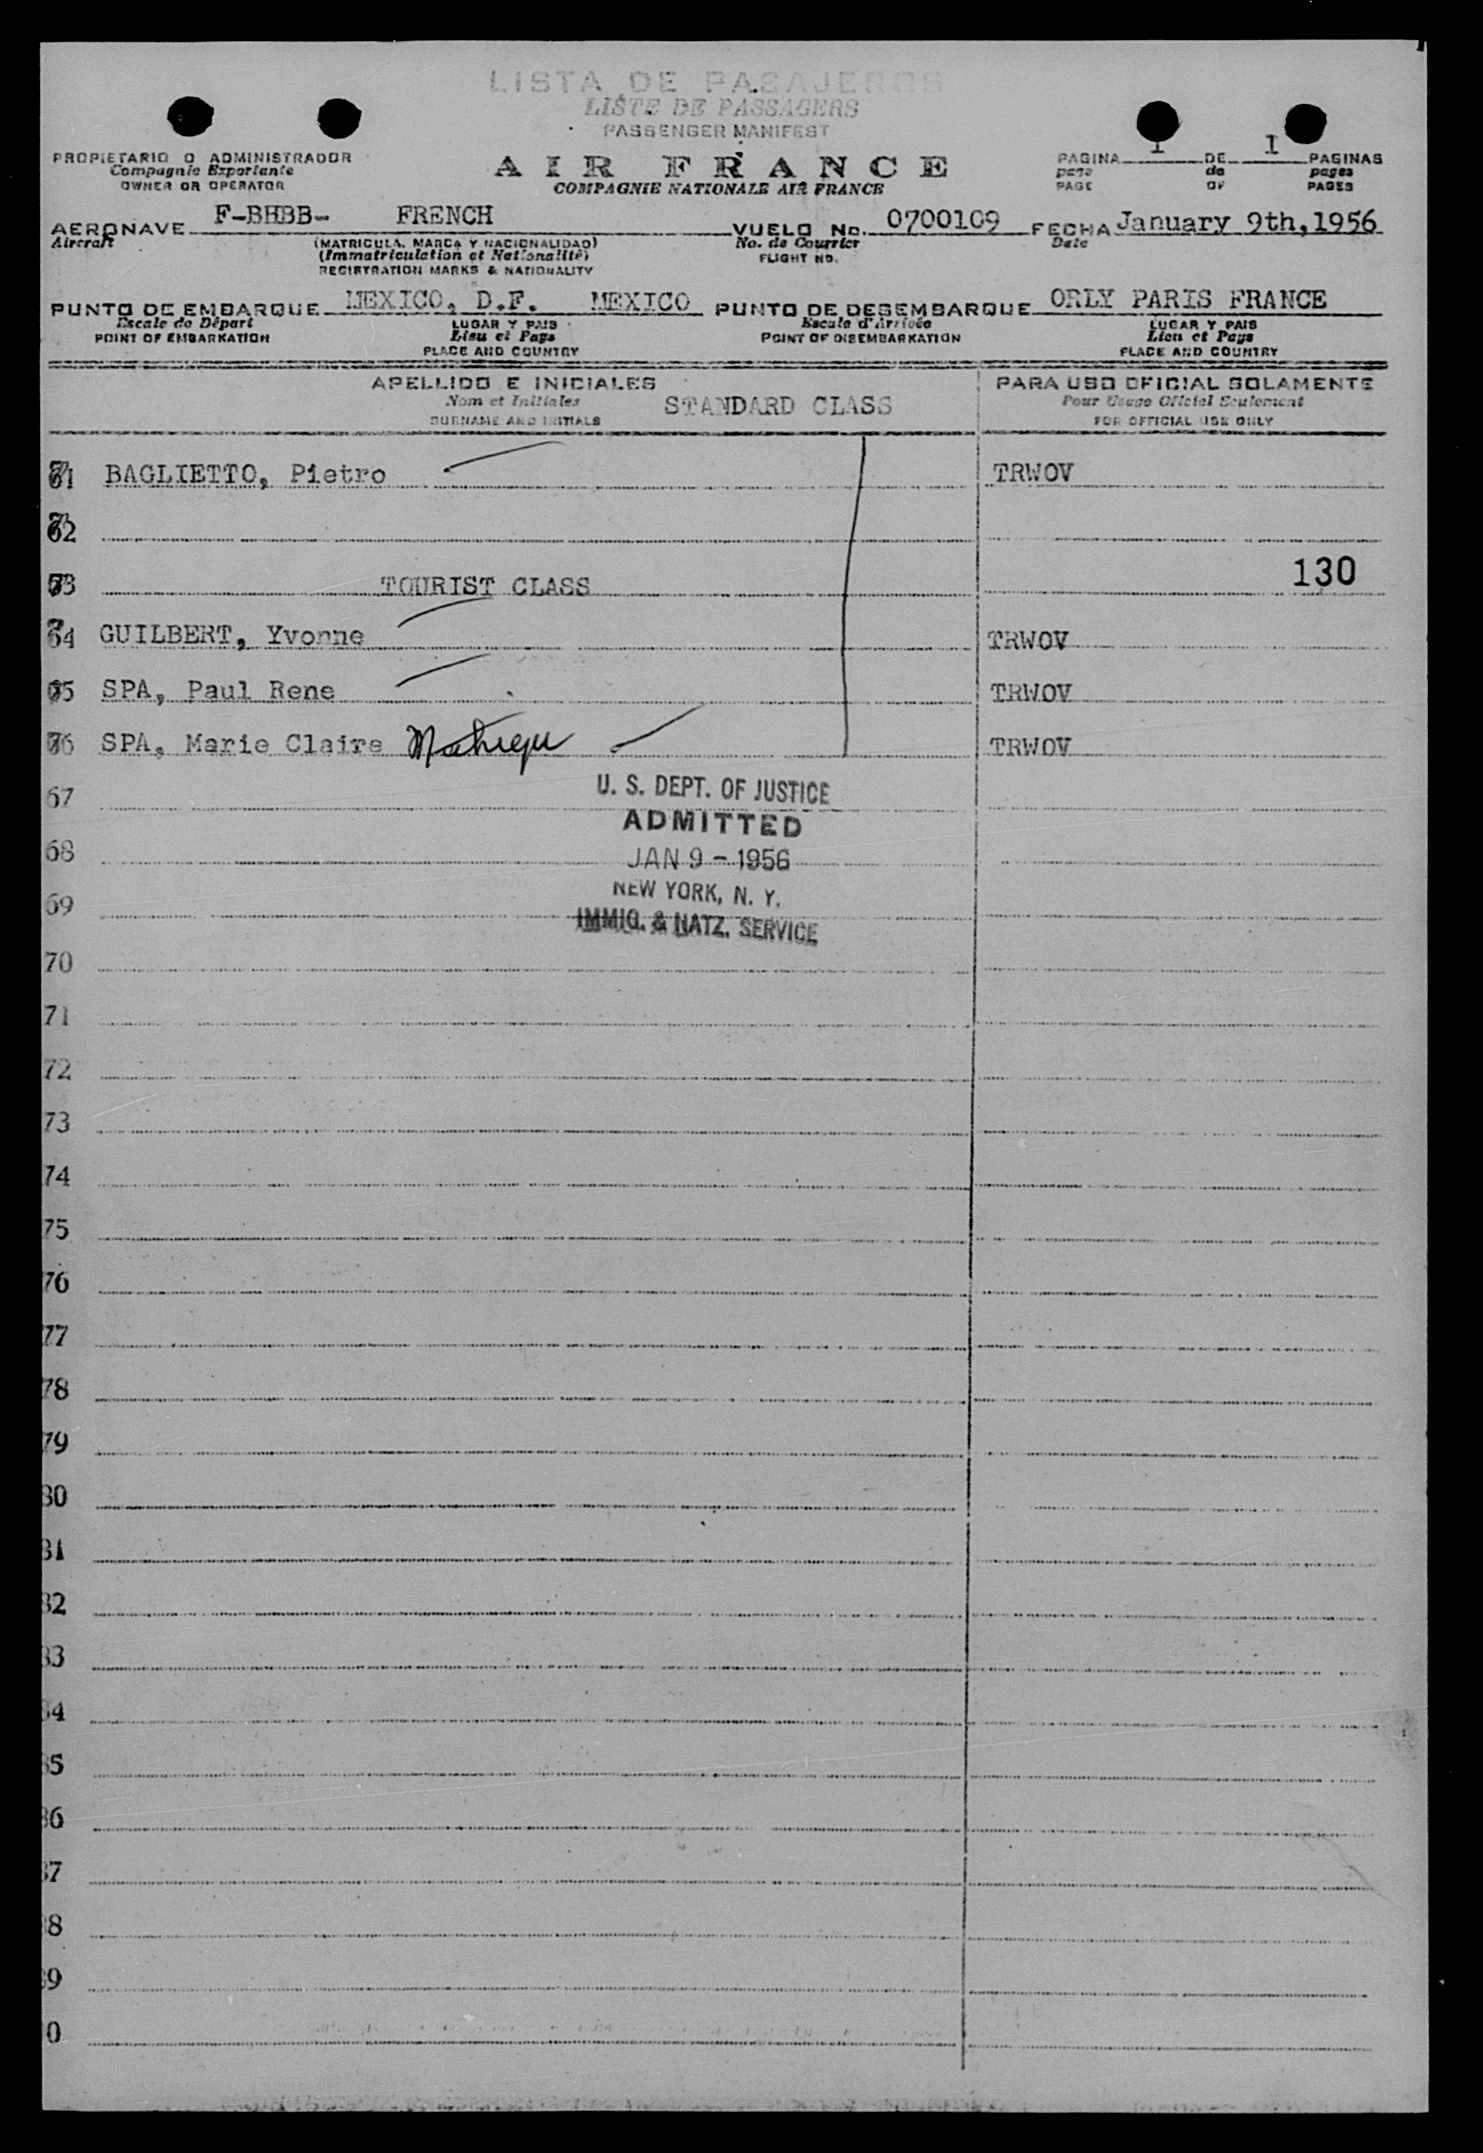 LISTA DE PASAJEROS
LISTE DE PASSAGERS
PASSENGER MANIFEST
PROPIETARIO O ADMINISTRADOR
Compagnie Exportante
OWNER OR OPERATOR
AIR FRANCE
COMPAGNIE NATIONALE AIR FRANCE
PAGINA 1 DE 1 PAGINAS
page de pages
PAGE OF PAGES
AERONAVE F-BHBB- FRENCH VUELO No. 0700109 FECHA January 9th, 1956
Aircraft (MATRICULA, MARCA Y NACIONALIDAD) No. de Courrier Date
(Immatriculation et Nationalité) FLIGHT NO.
REGISTRATION MARKS & NATIONALITY
PUNTO DE EMBARQUE MEXICO, D.F. MEXICO PUNTO DE DESEMBARQUE ORLY PARIS FRANCE
Escale de Départ LUGAR Y PAIS Escale d'Arrivée LUGAR Y PAIS
POINT OF EMBARKATION Lieu et Pays POINT OF DISEMBARKATION Lieu et Pays
PLACE AND COUNTRY PLACE AND COUNTRY
APELLIDO E INICIALES PARA USO OFICIAL SOLAMENTE
Nom et Initiales STANDARD CLASS Pour Usage Officiel Seulement
SURNAME AND INITIALS FOR OFFICIAL USE ONLY
61 BAGLIETTO, Pietro TRWOV
62
63 TOURIST CLASS 130
64 GUILBERT, Yvonne TRWOV
65 SPA, Paul Rene TRWOV
66 SPA, Marie Claire TRWOV
67 U. S. DEPT. OF JUSTICE
ADMITTED
68 JAN 9 - 1956
NEW YORK, N. Y.
69 IMMIG. & NATZ. SERVICE
70
71
72
73
74
75
76
77
78
79
80
81
82
83
84
85
86
87
88
89
0